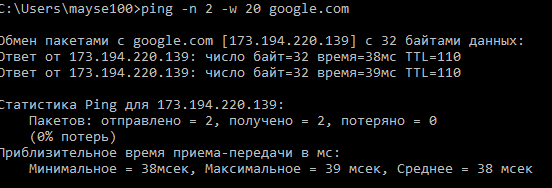 C:\Users\mayse100>ping -n 2 -w 20 google.com
Обмен пакетами с google.com [173.194.220.139] с 32 байтами данных:
Ответ от 173.194.220.139: число байт=32 время=38мс TTL=110
Ответ от 173.194.220.139: число байт=32 время=39мс TTL=110
Статистика Ping для 173.194.220.139:
Пакетов: отправлено = 2, получено = 2, потеряно = 0
(0% потерь)
Приблизительное время приема-передачи в мс:
Минимальное = 38мсек, Максимальное = 39 мсек, Среднее = 38 мсек